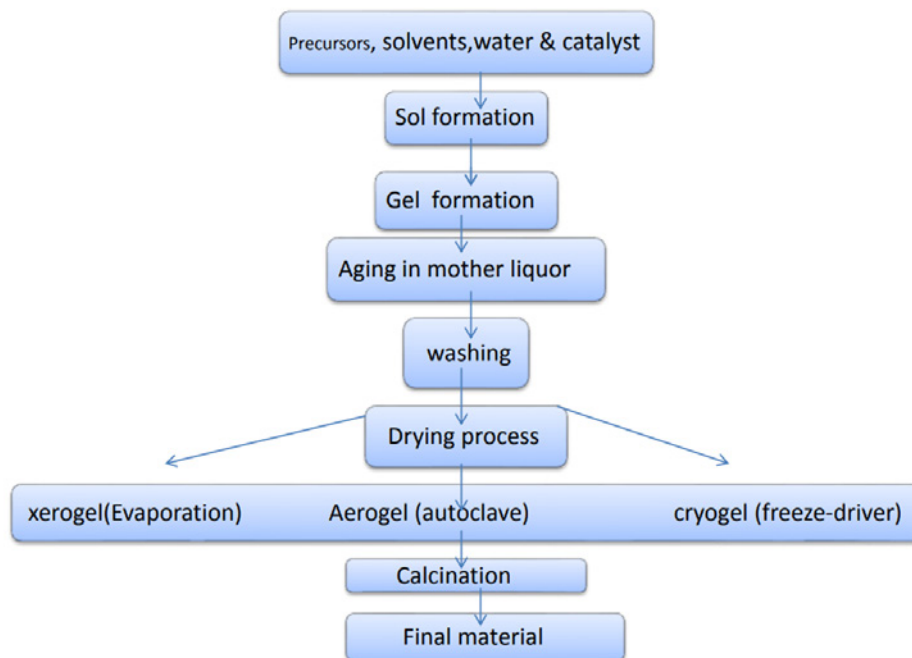 Precursors, solvents,water & catalyst
Sol formation
Gel formation
Aging in mother liquor
washing
Drying process
xerogel(Evaporation) Aerogel (autoclave) cryogel (freeze-driver)
Calcination
Final material